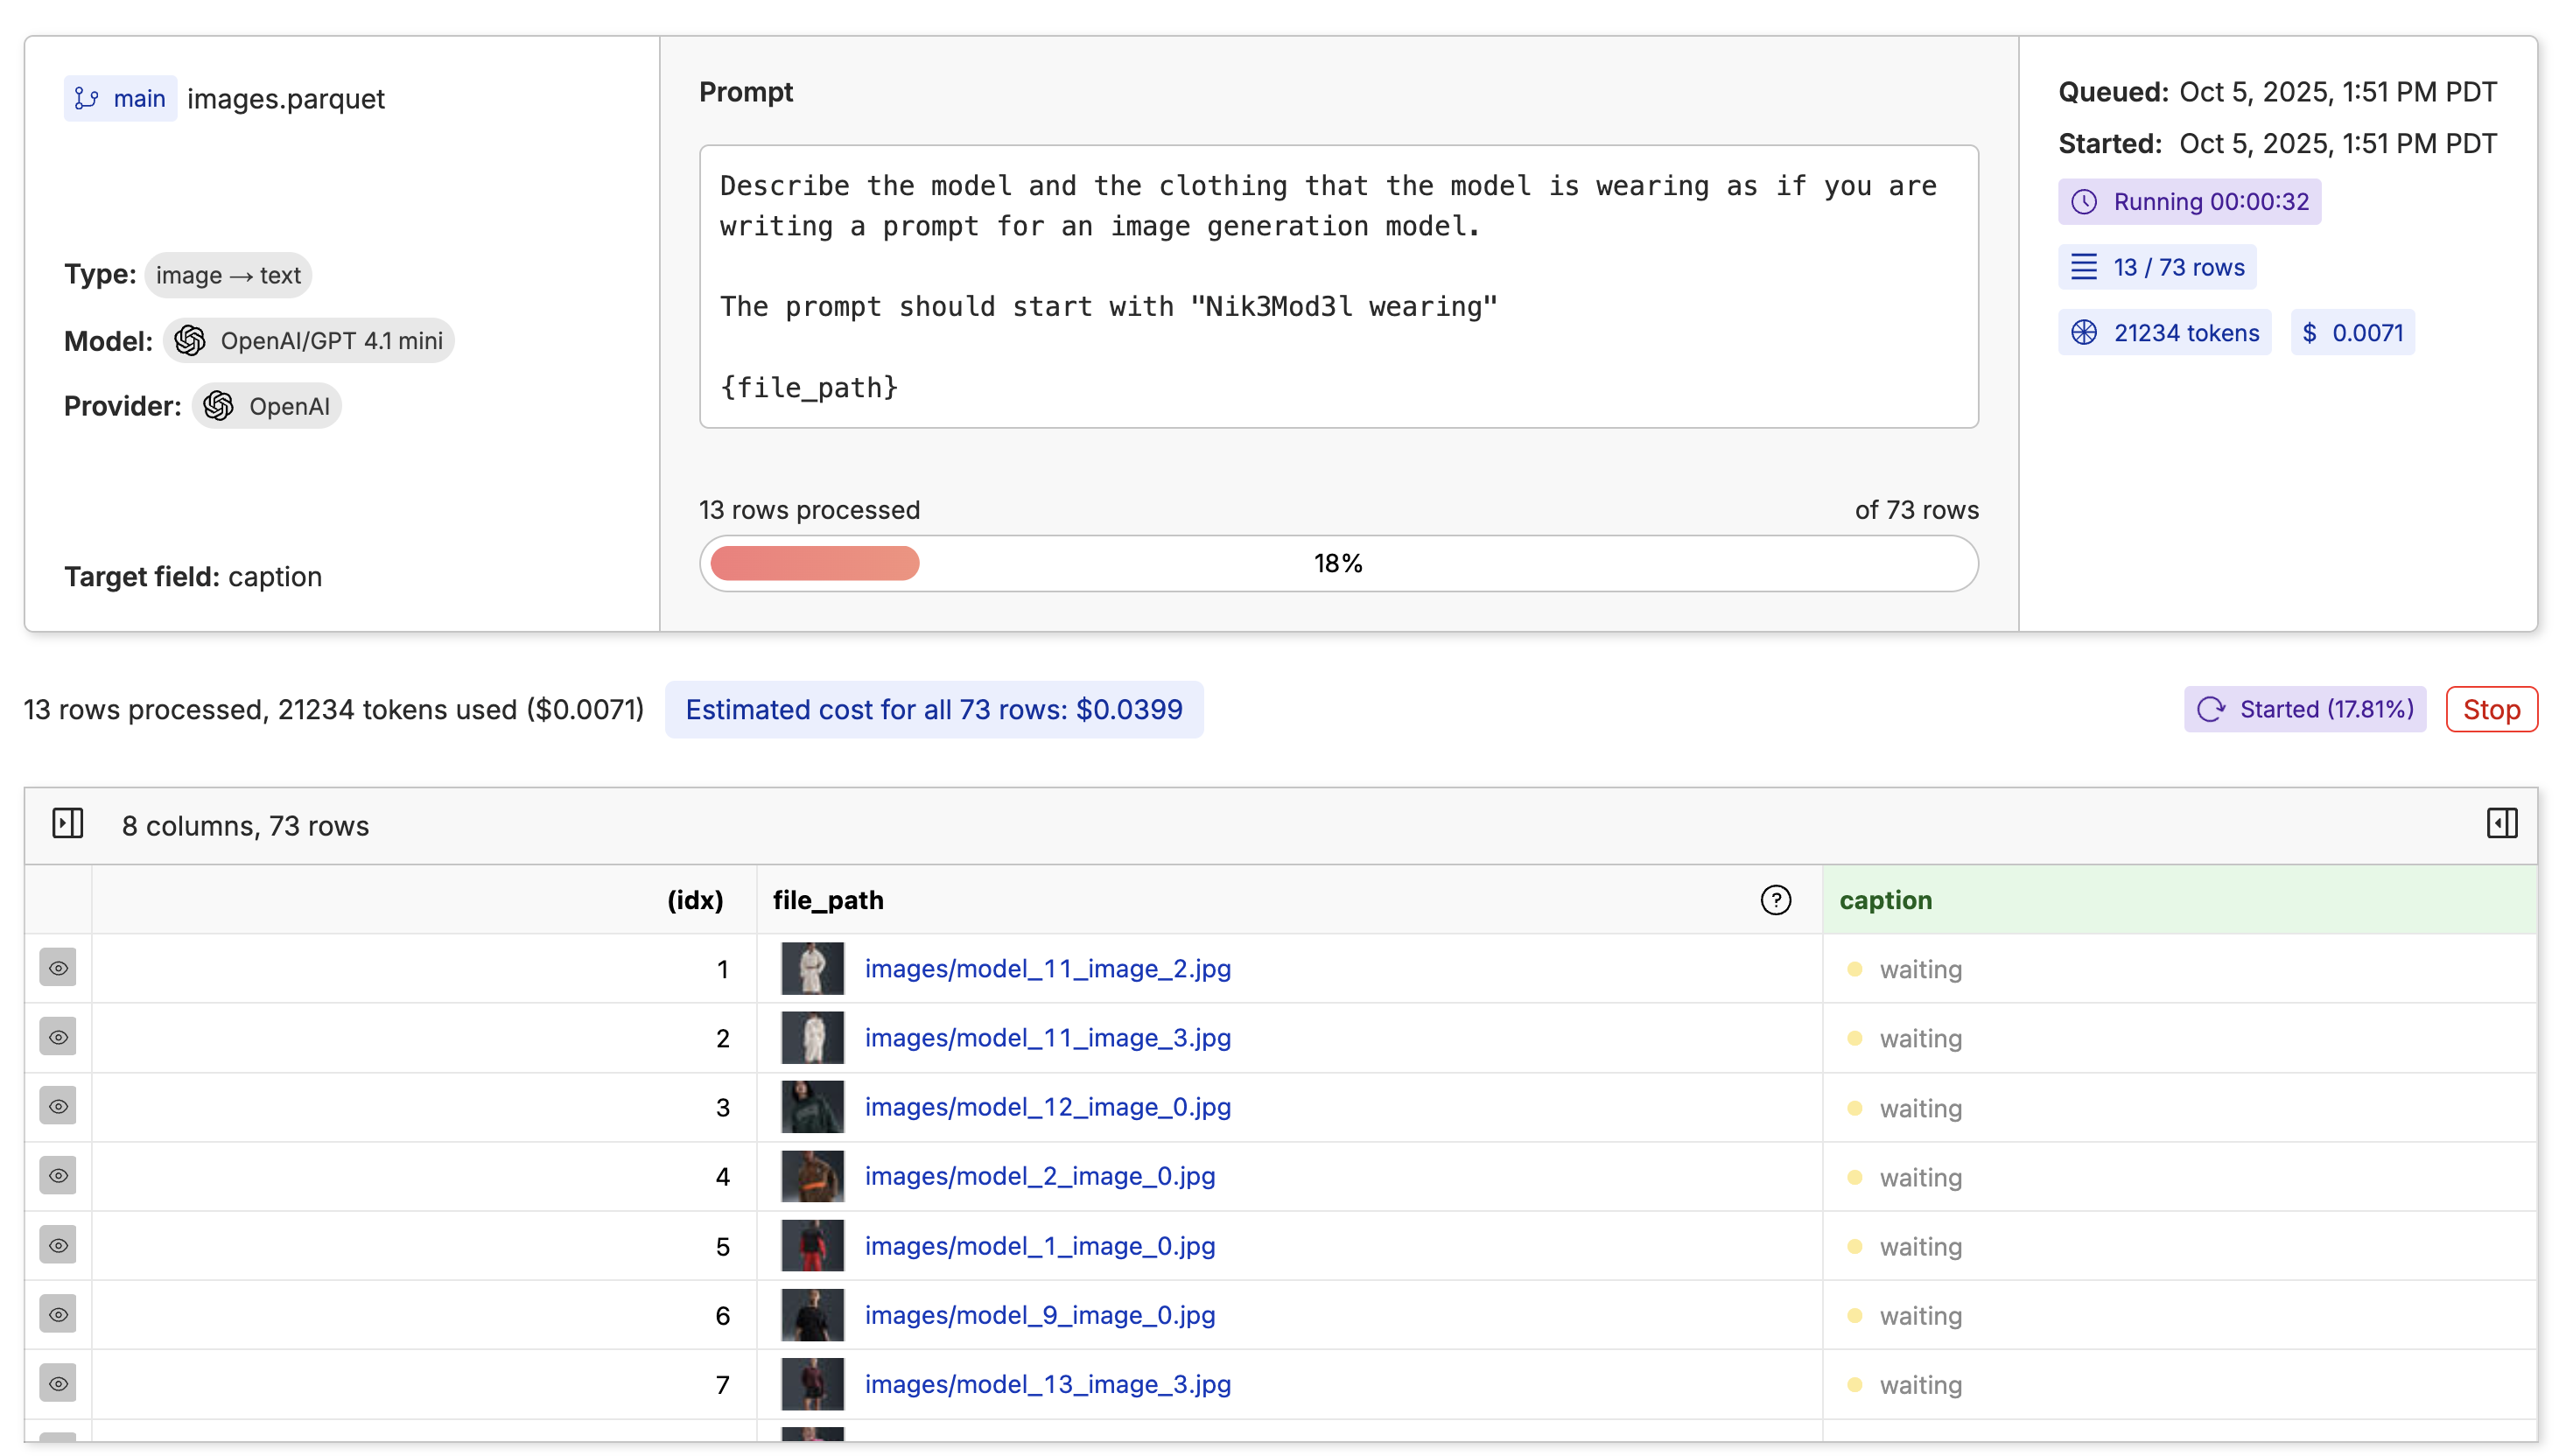 main images.parquet
Type: image → text
Model: OpenAI/GPT 4.1 mini
Provider: OpenAI
Target field: caption
Prompt
Describe the model and the clothing that the model is wearing as if you are
writing a prompt for an image generation model.
The prompt should start with "Nik3Mod3l wearing"
{file_path}
13 rows processed of 73 rows
18%
Queued: Oct 5, 2025, 1:51 PM PDT
Started: Oct 5, 2025, 1:51 PM PDT
Running 00:00:32
13 / 73 rows
21234 tokens $ 0.0071
13 rows processed, 21234 tokens used ($0.0071) Estimated cost for all 73 rows: $0.0399 Started (17.81%) Stop
8 columns, 73 rows
(idx) file_path ? caption
1 images/model_11_image_2.jpg waiting
2 images/model_11_image_3.jpg waiting
3 images/model_12_image_0.jpg waiting
4 images/model_2_image_0.jpg waiting
5 images/model_1_image_0.jpg waiting
6 images/model_9_image_0.jpg waiting
7 images/model_13_image_3.jpg waiting